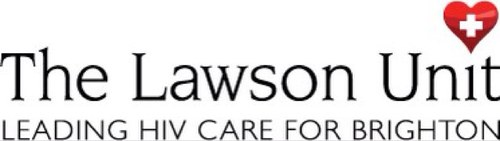 The Lawson Unit
LEADING HIV CARE FOR BRIGHTON